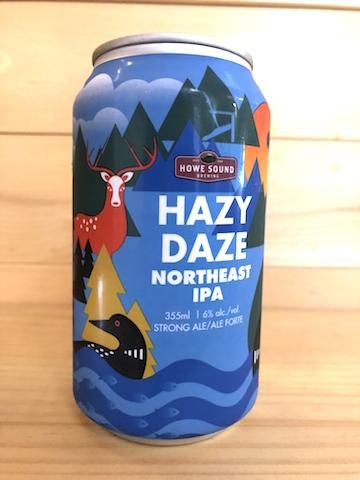 HOWE SOUND
BREWING
HAZY
DAZE
NORTHEAST
IPA
355ml | 6% alc./vol.
STRONG ALE/ALE FORTE